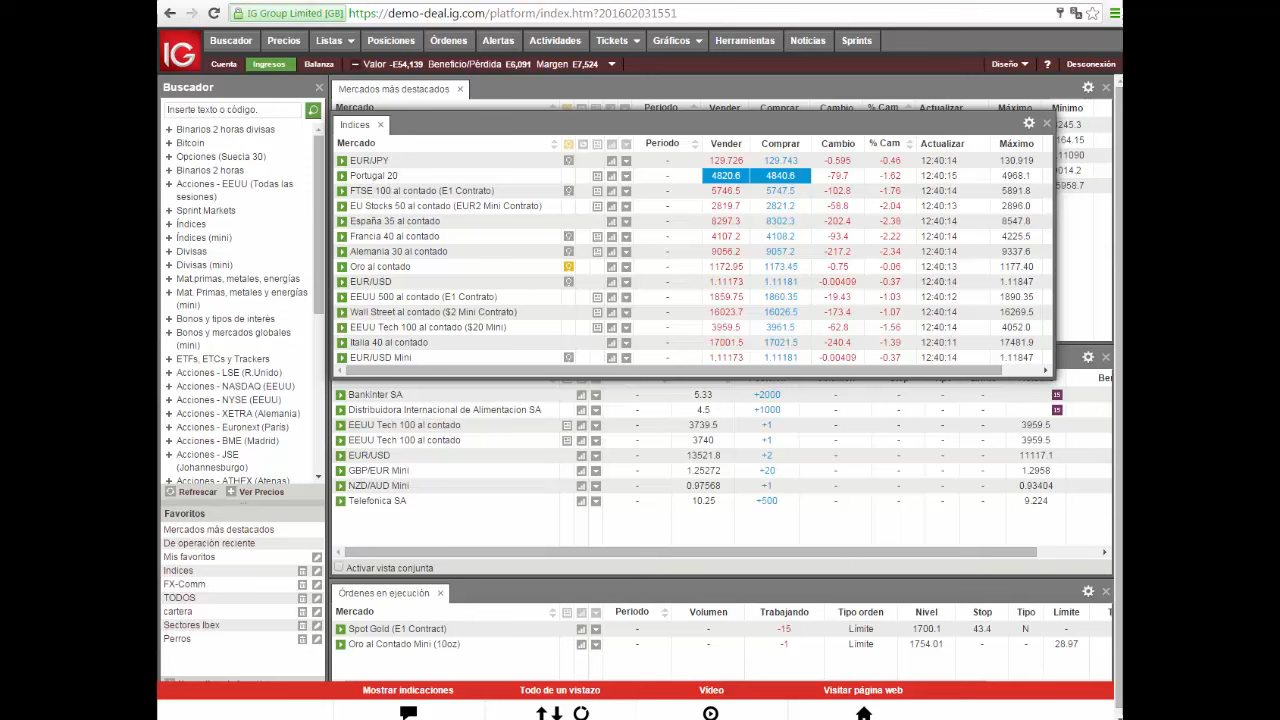 IG Group Limited [GB] https://demo-deal.ig.com/platform/index.htm?201602031551
IG Buscador Precios Listas Posiciones Órdenes Alertas Actividades Tickets Gráficos Herramientas Noticias Sprints
Cuenta Ingresos Balanza Valor -E54,139 Beneficio/Pérdida E6,091 Margen E7,524 Diseño ? Desconexión
Buscador
Inserte texto o código.
Binarios 2 horas divisas
Bitcoin
Opciones (Suecia 30)
Binarios 2 horas
Acciones - EEUU (Todas las
sesiones)
Sprint Markets
Índices
Índices (mini)
Divisas
Divisas (mini)
Mat.primas, metales, energías
Mat. Primas, metales y energías
(mini)
Bonos y tipos de interés
Bonos y mercados globales
(mini)
ETFs, ETCs y Trackers
Acciones - LSE (R.Unido)
Acciones - NASDAQ (EEUU)
Acciones - NYSE (EEUU)
Acciones - XETRA (Alemania)
Acciones - Euronext (París)
Acciones - BME (Madrid)
Acciones - JSE
(Johannesburgo)
Acciones - ATHEX (Atenas)
Refrescar Ver Precios
Favoritos
Mercados más destacados
De operación reciente
Mis favoritos
Indices
FX-Comm
TODOS
cartera
Sectores Ibex
Perros
Mercados más destacados
Mercado Periodo Vender Comprar Cambio % Cam Actualizar Máximo Mínimo
Indices
Mercado Periodo Vender Comprar Cambio % Cam Actualizar Máximo
EUR/JPY - 129.726 129.743 -0.595 -0.46 12:40:14 130.919
Portugal 20 - 4820.6 4840.6 -79.7 -1.62 12:40:15 4968.1
FTSE 100 al contado (E1 Contrato) - 5746.5 5747.5 -102.8 -1.76 12:40:14 5891.8
EU Stocks 50 al contado (EUR2 Mini Contrato) - 2819.7 2821.2 -58.8 -2.04 12:40:14 2896.0
España 35 al contado - 8297.3 8302.3 -202.4 -2.38 12:40:14 8547.8
Francia 40 al contado - 4107.2 4108.2 -93.4 -2.22 12:40:14 4225.5
Alemania 30 al contado - 9056.2 9057.2 -217.2 -2.34 12:40:14 9337.6
Oro al contado - 1172.95 1173.45 -0.75 -0.06 12:40:13 1177.40
EUR/USD - 1.11173 1.11181 -0.00409 -0.37 12:40:14 1.11847
EEUU 500 al contado (E1 Contrato) - 1859.75 1860.35 -19.43 -1.03 12:40:12 1890.35
Wall Street al contado ($2 Mini Contrato) - 16023.7 16026.5 -173.4 -1.07 12:40:14 16269.5
EEUU Tech 100 al contado ($20 Mini) - 3959.5 3961.5 -62.8 -1.56 12:40:14 4052.0
Italia 40 al contado - 17001.5 17021.5 -240.4 -1.39 12:40:11 17481.9
EUR/USD Mini - 1.11173 1.11181 -0.00409 -0.37 12:40:14 1.11847
Bankinter SA - 5.33 +2000 - - - - 15
Distribuidora Internacional de Alimentacion SA - 4.5 +1000 - - - - 15
EEUU Tech 100 al contado - 3739.5 +1 - - - - 3959.5
EEUU Tech 100 al contado - 3740 +1 - - - - 3959.5
EUR/USD - 13521.8 +2 - - - - 11117.1
GBP/EUR Mini - 1.25272 +20 - - - - 1.2958
NZD/AUD Mini - 0.97568 +1 - - - - 0.93404
Telefonica SA - 10.25 +500 - - - - 9.224
Activar vista conjunta
Órdenes en ejecución
Mercado Periodo Volumen Trabajando Tipo orden Nivel Stop Tipo Límite
Spot Gold (E1 Contract) - - -15 Límite 1700.1 43.4 N -
Oro al Contado Mini (10oz) - - -1 Límite 1754.01 - - 28.97
Mostrar indicaciones Todo de un vistazo Vídeo Visitar página web